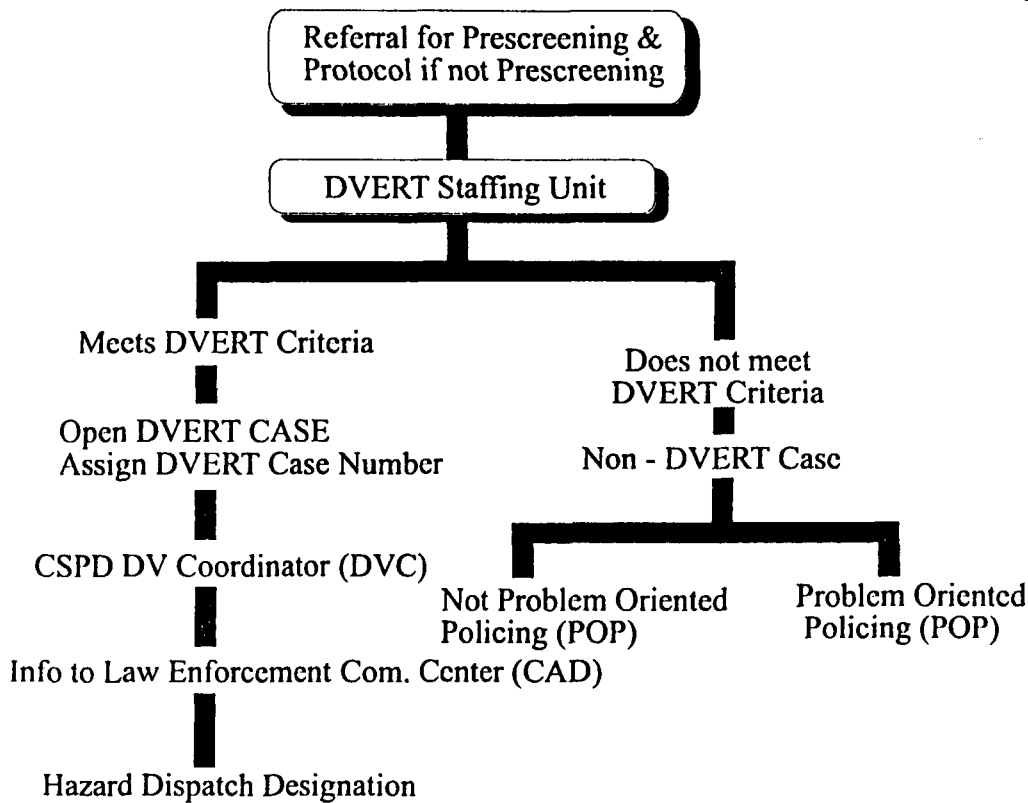 Referral for Prescreening &
Protocol if not Prescreening
DVERT Staffing Unit
Meets DVERT Criteria
Does not meet
DVERT Criteria
Open DVERT CASE
Assign DVERT Case Number
Non - DVERT Case
CSPD DV Coordinator (DVC)
Not Problem Oriented
Policing (POP)
Problem Oriented
Policing (POP)
Info to Law Enforcement Com. Center (CAD)
Hazard Dispatch Designation